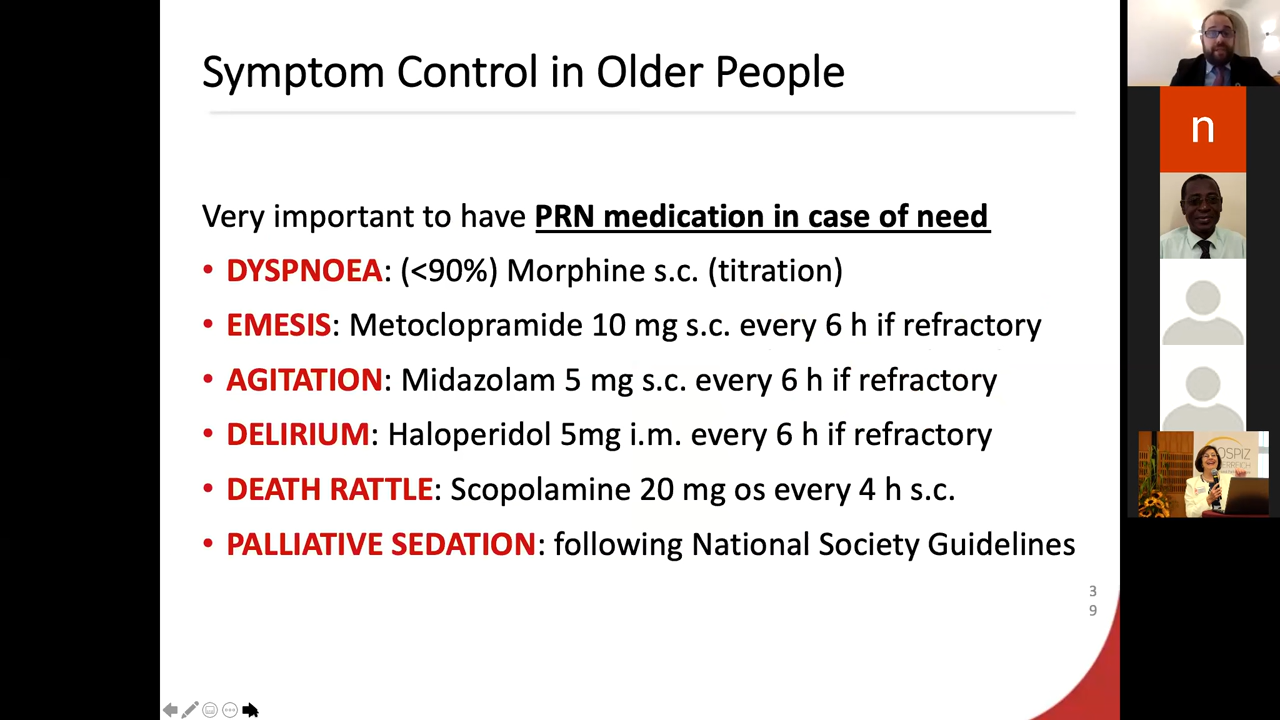 Symptom Control in Older People
Very important to have PRN medication in case of need
• DYSPNOEA: (<90%) Morphine s.c. (titration)
• EMESIS: Metoclopramide 10 mg s.c. every 6 h if refractory
• AGITATION: Midazolam 5 mg s.c. every 6 h if refractory
• DELIRIUM: Haloperidol 5mg i.m. every 6 h if refractory
• DEATH RATTLE: Scopolamine 20 mg os every 4 h s.c.
• PALLIATIVE SEDATION: following National Society Guidelines
3
9
n
OSPIZ